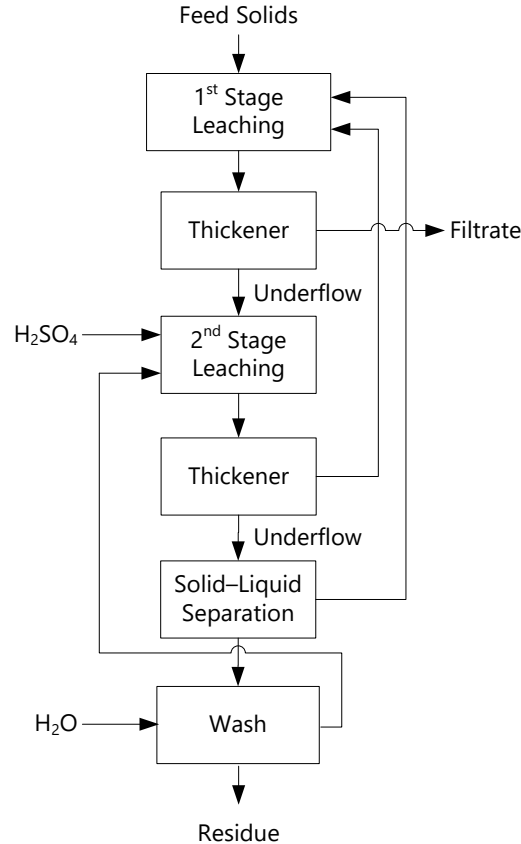 Feed Solids
1st Stage
Leaching
Thickener
Filtrate
Underflow
H₂SO₄
2nd Stage
Leaching
Thickener
Underflow
Solid–Liquid
Separation
H₂O
Wash
Residue